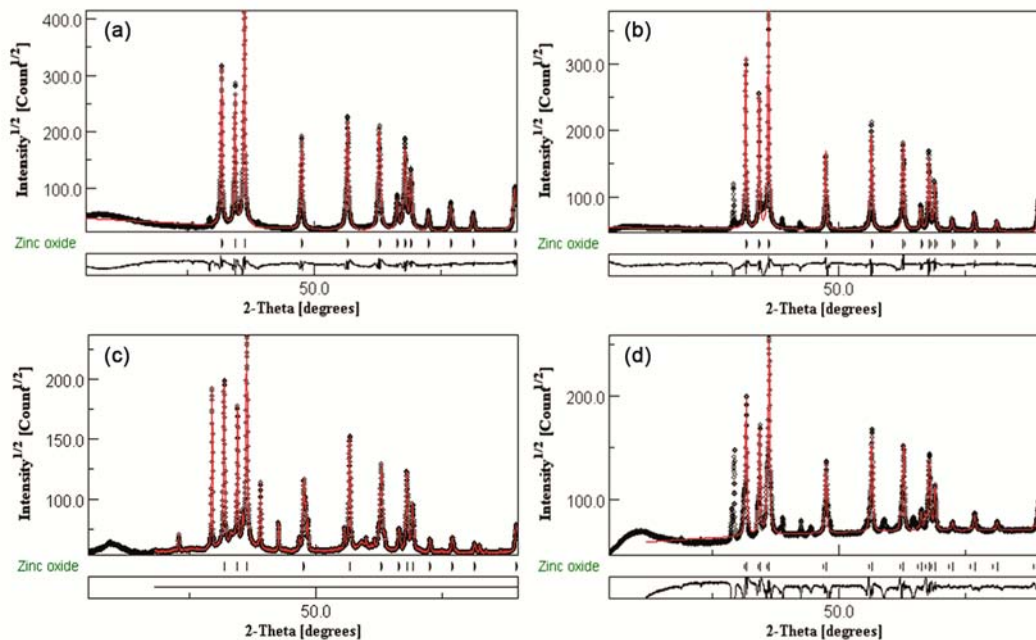 (a)
400.0
300.0
200.0
100.0
Intensity1/2 [Count1/2]
Zinc oxide
50.0
2-Theta [degrees]
(b)
300.0
200.0
100.0
Intensity1/2 [Count1/2]
Zinc oxide
50.0
2-Theta [degrees]
(c)
200.0
150.0
100.0
Intensity1/2 [Count1/2]
Zinc oxide
50.0
2-Theta [degrees]
(d)
200.0
100.0
Intensity1/2 [Count1/2]
Zinc oxide
50.0
2-Theta [degrees]